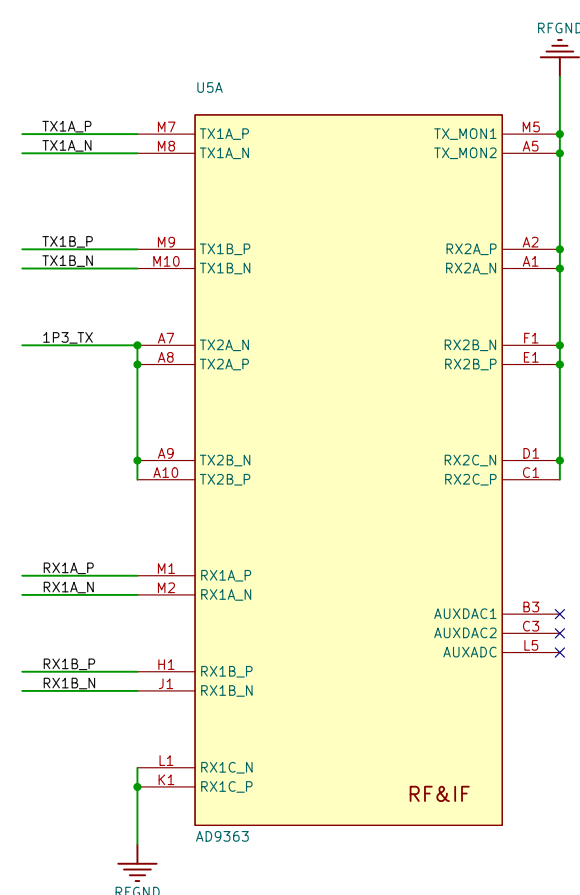 RFGND
U5A
TX1A_P M7 TX1A_P TX_MON1 M5
TX1A_N M8 TX1A_N TX_MON2 A5
TX1B_P M9 TX1B_P RX2A_P A2
TX1B_N M10 TX1B_N RX2A_N A1
1P3_TX A7 TX2A_N RX2B_N F1
A8 TX2A_P RX2B_P E1
A9 TX2B_N RX2C_N D1
A10 TX2B_P RX2C_P C1
RX1A_P M1 RX1A_P
RX1A_N M2 RX1A_N
AUXDAC1 B3
AUXDAC2 C3
AUXADC L5
RX1B_P H1 RX1B_P
RX1B_N J1 RX1B_N
L1 RX1C_N
K1 RX1C_P
RF&IF
AD9363
RFGND